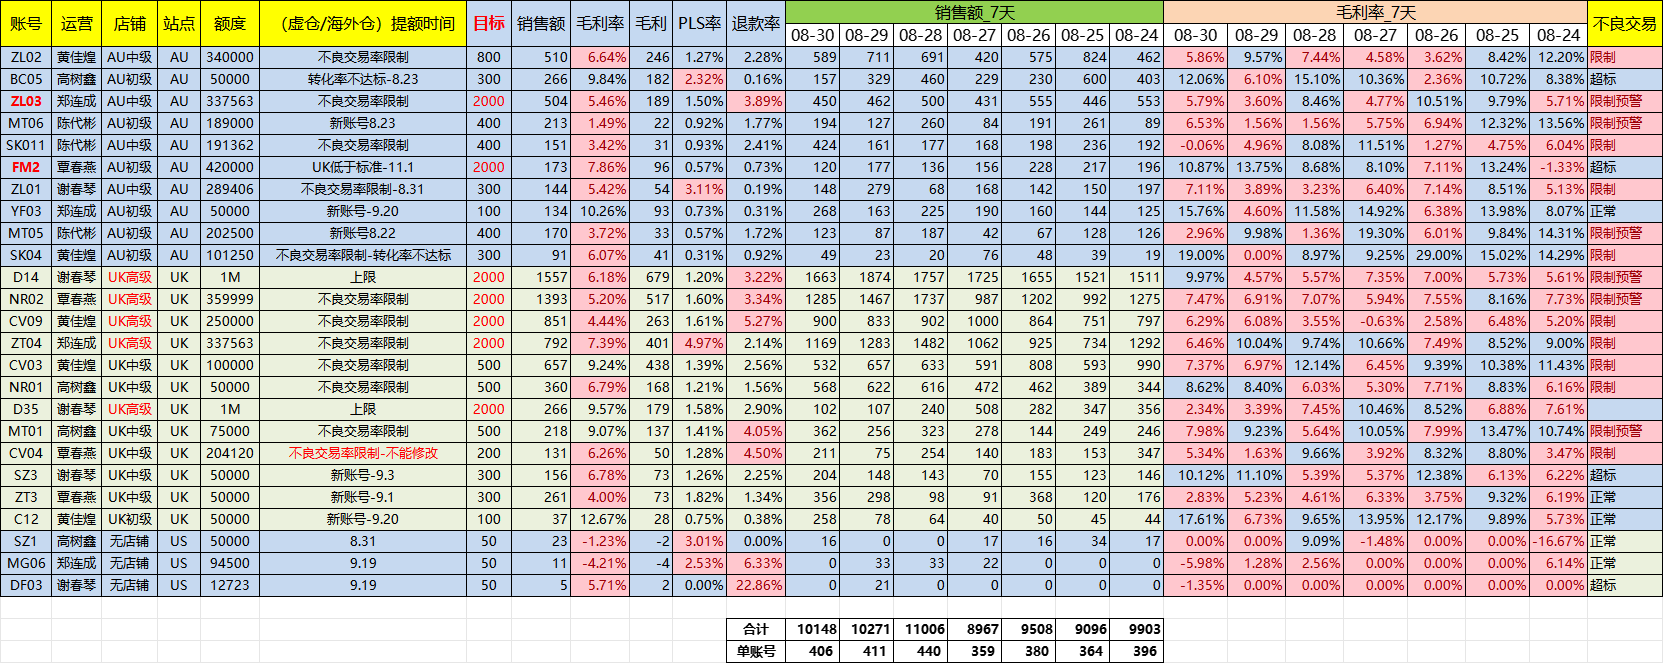 账号 运营 店铺 站点 额度 （虚仓/海外仓）提额时间 目标 销售额 毛利率 毛利 PLS率 退款率 销售额_7天 毛利率_7天 不良交易
08-30 08-29 08-28 08-27 08-26 08-25 08-24 08-30 08-29 08-28 08-27 08-26 08-25 08-24
ZL02 黄佳煌 AU中级 AU 340000 不良交易率限制 800 510 6.64% 246 1.27% 2.28% 589 711 691 420 575 824 462 5.86% 9.57% 7.44% 4.58% 3.62% 8.42% 12.20% 限制
BC05 高树鑫 AU初级 AU 50000 转化率不达标-8.23 300 266 9.84% 182 2.32% 0.16% 157 329 460 229 230 600 403 12.06% 6.10% 15.10% 10.36% 2.36% 10.72% 8.38% 超标
ZL03 郑连成 AU中级 AU 337563 不良交易率限制 2000 504 5.46% 189 1.50% 3.89% 450 462 500 431 555 446 553 5.79% 3.60% 8.46% 4.77% 10.51% 9.79% 5.71% 限制预警
MT06 陈代彬 AU初级 AU 189000 新账号8.23 400 213 1.49% 22 0.92% 1.77% 194 127 260 84 191 261 89 6.53% 1.56% 1.56% 5.75% 6.94% 12.32% 13.56% 限制预警
SK011 陈代彬 AU中级 AU 191362 不良交易率限制 400 151 3.42% 31 0.93% 2.41% 424 161 177 168 198 236 192 -0.06% 4.96% 8.08% 11.51% 1.27% 4.75% 6.04% 限制
FM2 覃春燕 AU初级 AU 420000 UK低于标准-11.1 2000 173 7.86% 96 0.57% 0.73% 120 177 136 156 228 217 196 10.87% 13.75% 8.68% 8.10% 7.11% 13.24% -1.33% 超标
ZL01 谢春琴 AU中级 AU 289406 不良交易率限制-8.31 300 144 5.42% 54 3.11% 0.19% 148 279 68 168 142 150 197 7.11% 3.89% 3.23% 6.40% 7.14% 8.51% 5.13% 限制
YF03 郑连成 AU初级 AU 50000 新账号-9.20 100 134 10.26% 93 0.73% 0.31% 268 163 225 190 160 144 125 15.76% 4.60% 11.58% 14.92% 6.38% 13.98% 8.07% 正常
MT05 陈代彬 AU初级 AU 202500 新账号8.22 400 170 3.72% 33 0.57% 1.72% 123 87 187 42 67 128 126 2.96% 9.98% 1.36% 19.30% 6.01% 9.84% 14.31% 限制预警
SK04 黄佳煌 AU初级 AU 101250 不良交易率限制-转化率不达标 300 91 6.07% 41 0.31% 0.92% 49 23 20 76 48 39 19 19.00% 0.00% 8.97% 9.25% 29.00% 15.02% 14.29% 限制
D14 谢春琴 UK高级 UK 1M 上限 2000 1557 6.18% 679 1.20% 3.22% 1663 1874 1757 1725 1655 1521 1511 9.97% 4.57% 5.57% 7.35% 7.00% 5.73% 5.61% 限制预警
NR02 覃春燕 UK高级 UK 359999 不良交易率限制 2000 1393 5.20% 517 1.60% 3.34% 1285 1467 1737 987 1202 992 1275 7.47% 6.91% 7.07% 5.94% 7.55% 8.16% 7.73% 限制预警
CV09 黄佳煌 UK高级 UK 250000 不良交易率限制 2000 851 4.44% 263 1.61% 5.27% 900 833 902 1000 864 751 797 6.29% 6.08% 3.55% -0.63% 2.58% 6.48% 5.20% 限制
ZT04 郑连成 UK高级 UK 337563 不良交易率限制 2000 792 7.39% 401 4.97% 2.14% 1169 1283 1482 1062 925 734 1292 6.46% 10.04% 9.74% 10.66% 7.49% 8.52% 9.00% 限制
CV03 黄佳煌 UK中级 UK 100000 不良交易率限制 500 657 9.24% 438 1.39% 2.56% 532 657 633 591 808 593 990 7.37% 6.97% 12.14% 6.45% 9.39% 10.38% 11.43% 限制
NR01 高树鑫 UK中级 UK 50000 不良交易率限制 500 360 6.79% 168 1.21% 1.56% 568 622 616 472 462 389 344 8.62% 8.40% 6.03% 5.30% 7.71% 8.83% 6.16% 限制
D35 谢春琴 UK高级 UK 1M 上限 2000 266 9.57% 179 1.58% 2.90% 102 107 240 508 282 347 356 2.34% 3.39% 7.45% 10.46% 8.52% 6.88% 7.61%
MT01 高树鑫 UK中级 UK 75000 不良交易率限制 500 218 9.07% 137 1.41% 4.05% 362 256 323 278 144 249 246 7.98% 9.23% 5.64% 10.05% 7.99% 13.47% 10.74% 限制预警
CV04 覃春燕 UK中级 UK 204120 不良交易率限制-不能修改 200 131 6.26% 50 1.28% 4.50% 211 75 254 140 183 153 347 5.34% 1.63% 9.66% 3.92% 8.32% 8.80% 3.47% 限制
SZ3 谢春琴 UK中级 UK 50000 新账号-9.3 300 156 6.78% 73 1.26% 2.25% 204 148 143 70 155 123 146 10.12% 11.10% 5.39% 5.37% 12.38% 6.13% 6.22% 超标
ZT3 覃春燕 UK中级 UK 50000 新账号-9.1 300 261 4.00% 73 1.82% 1.34% 356 298 98 91 368 120 176 2.83% 5.23% 4.61% 6.33% 3.75% 9.32% 6.19% 正常
C12 黄佳煌 UK初级 UK 50000 新账号-9.20 100 37 12.67% 28 0.75% 0.38% 258 78 64 40 50 45 44 17.61% 6.73% 9.65% 13.95% 12.17% 9.89% 5.73% 正常
SZ1 高树鑫 无店铺 US 50000 8.31 50 23 -1.23% -2 3.01% 0.00% 16 0 0 17 16 34 17 0.00% 0.00% 9.09% -1.48% 0.00% 0.00% -16.67% 正常
MG06 郑连成 无店铺 US 94500 9.19 50 11 -4.21% -4 2.53% 6.33% 0 33 33 22 0 0 0 -5.98% 1.28% 2.56% 0.00% 0.00% 0.00% 6.14% 正常
DF03 谢春琴 无店铺 US 12723 9.19 50 5 5.71% 2 0.00% 22.86% 0 21 0 0 0 0 0 -1.35% 0.00% 0.00% 0.00% 0.00% 0.00% 0.00% 超标
合计 10148 10271 11006 8967 9508 9096 9903
单账号 406 411 440 359 380 364 396